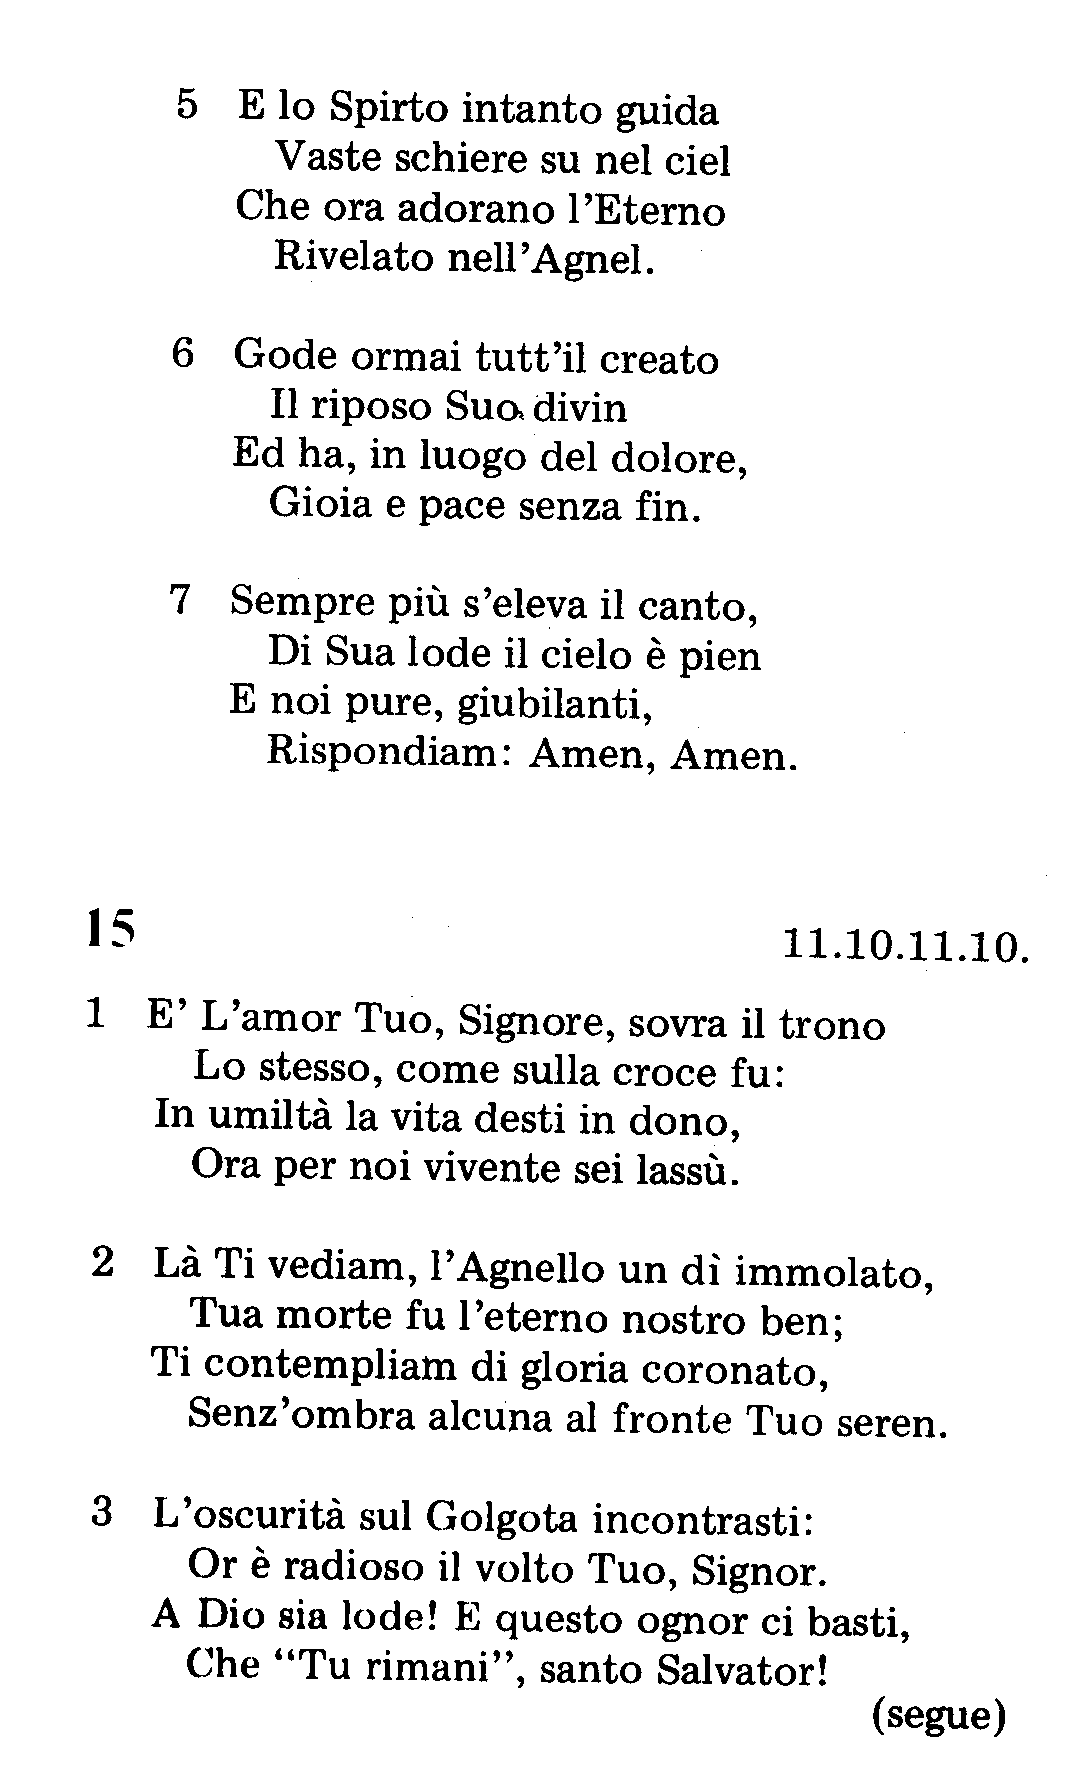 5 E lo Spirto intanto guida
Vaste schiere su nel ciel
Che ora adorano l'Eterno
Rivelato nell'Agnel.
6 Gode ormai tutt'il creato
Il riposo Suo divin
Ed ha, in luogo del dolore,
Gioia e pace senza fin.
7 Sempre più s'eleva il canto,
Di Sua lode il cielo è pien
E noi pure, giubilanti,
Rispondiam: Amen, Amen.
15 11.10.11.10.
1 E' L'amor Tuo, Signore, sovra il trono
Lo stesso, come sulla croce fu:
In umiltà la vita desti in dono,
Ora per noi vivente sei lassù.
2 Là Ti vediam, l'Agnello un dì immolato,
Tua morte fu l'eterno nostro ben;
Ti contempliam di gloria coronato,
Senz'ombra alcuna al fronte Tuo seren.
3 L'oscurità sul Golgota incontrasti:
Or è radioso il volto Tuo, Signor.
A Dio sia lode! E questo ognor ci basti,
Che "Tu rimani", santo Salvator!
(segue)